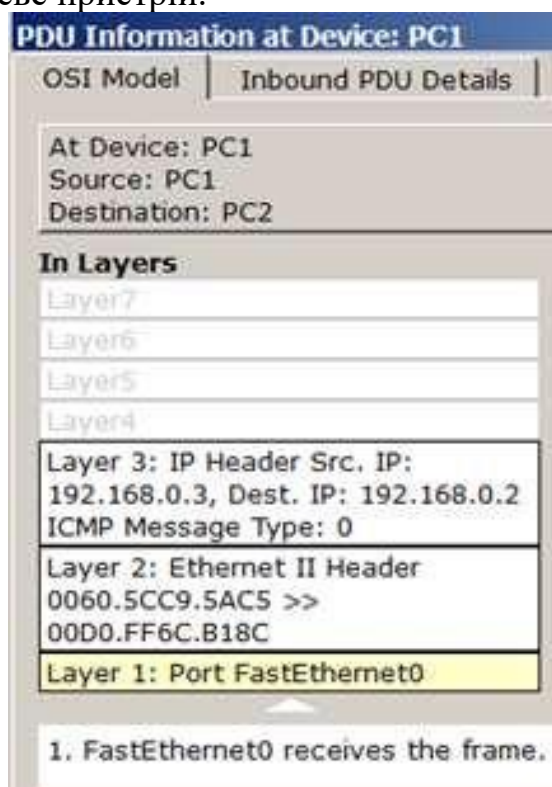 пристрій.
PDU Information at Device: PC1
OSI Model
Inbound PDU Details
At Device: PC1
Source: PC1
Destination: PC2
In Layers
Layer7
Layer6
Layer5
Layer4
Layer 3: IP Header Src. IP:
192.168.0.3, Dest. IP: 192.168.0.2
ICMP Message Type: 0
Layer 2: Ethernet II Header
0060.5CC9.5AC5 >>
00D0.FF6C.B18C
Layer 1: Port FastEthernet0
1. FastEthernet0 receives the frame.